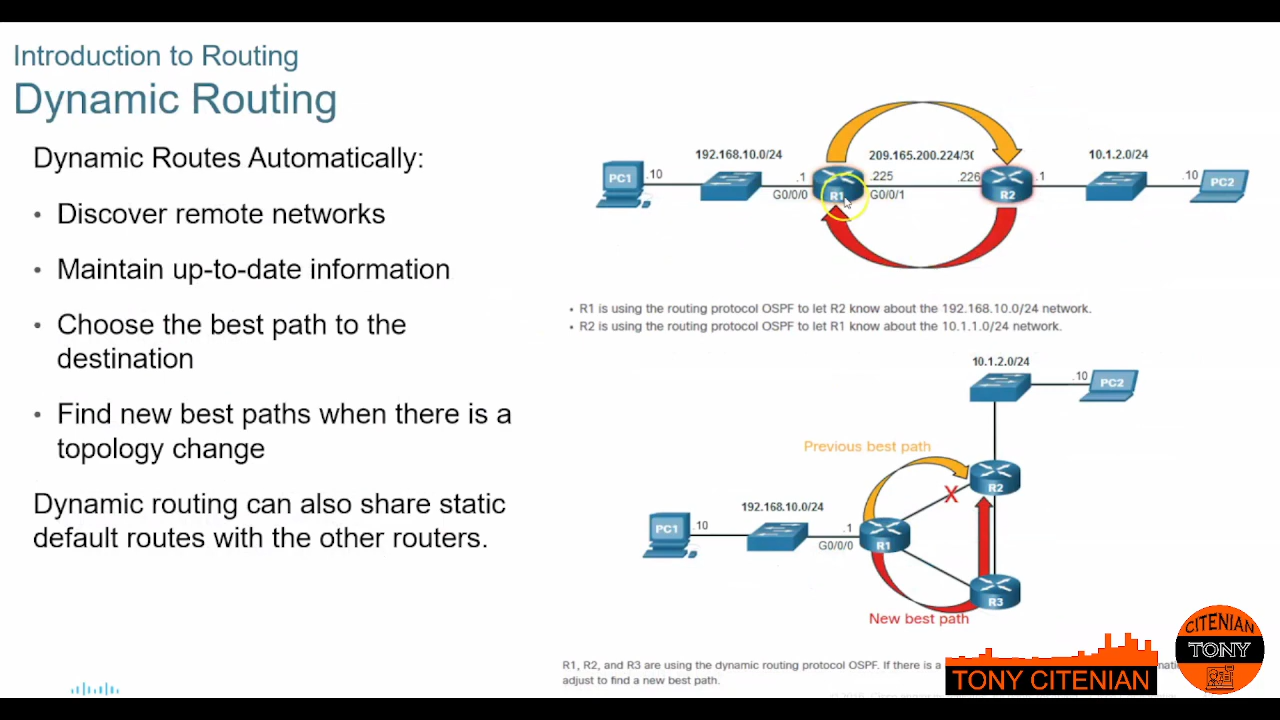 Introduction to Routing
Dynamic Routing
Dynamic Routes Automatically:
• Discover remote networks
• Maintain up-to-date information
• Choose the best path to the
destination
• Find new best paths when there is a
topology change
Dynamic routing can also share static
default routes with the other routers.
192.168.10.0/24
209.165.200.224/30
10.1.2.0/24
PC1
.10
.1
G0/0/0
R1
.225
G0/0/1
.226
R2
.1
.10
PC2
• R1 is using the routing protocol OSPF to let R2 know about the 192.168.10.0/24 network.
• R2 is using the routing protocol OSPF to let R1 know about the 10.1.1.0/24 network.
10.1.2.0/24
.10
PC2
Previous best path
R2
X
192.168.10.0/24
PC1
.10
.1
G0/0/0
R1
R3
New best path
R1, R2, and R3 are using the dynamic routing protocol OSPF. If there is a
adjust to find a new best path.
TONY CITENIAN
CITENIAN
TONY